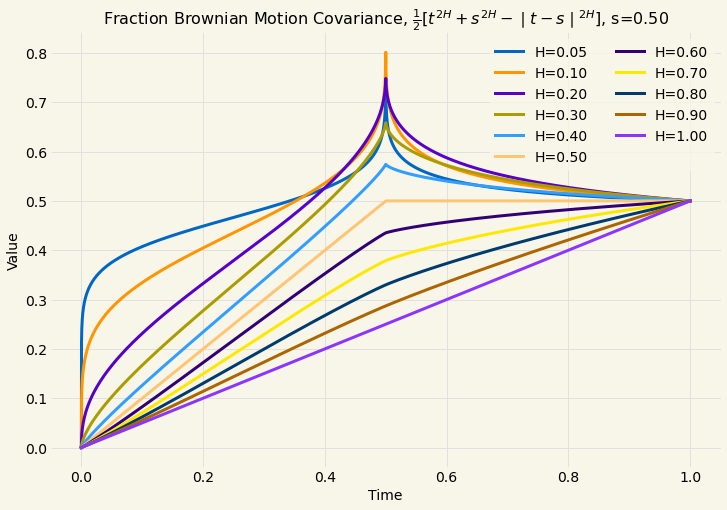 Fraction Brownian Motion Covariance, $\frac{1}{2}[t^{2H} + s^{2H} - |t - s|^{2H}]$, s=0.50
H=0.05
H=0.10
H=0.20
H=0.30
H=0.40
H=0.50
H=0.60
H=0.70
H=0.80
H=0.90
H=1.00
Value
0.8
0.7
0.6
0.5
0.4
0.3
0.2
0.1
0.0
0.0 0.2 0.4 0.6 0.8 1.0
Time